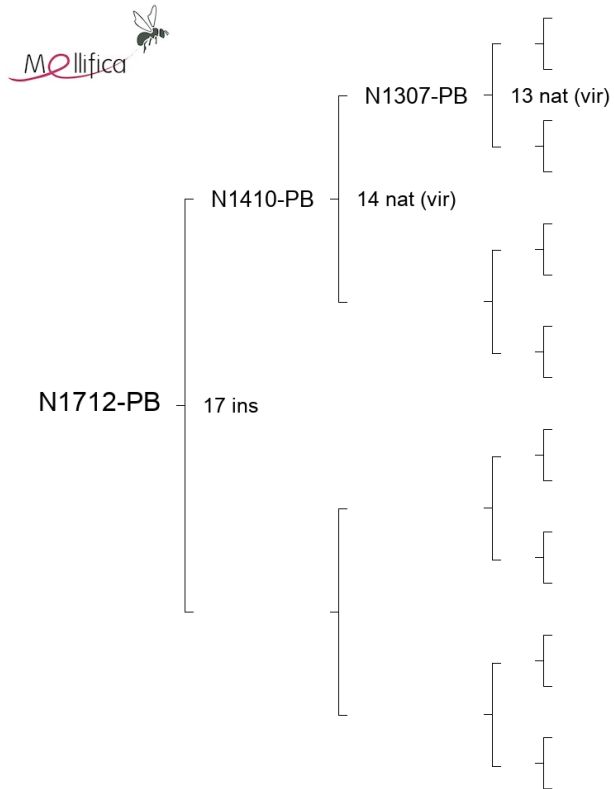 Mellifica
N1307-PB
13 nat (vir)
N1410-PB
14 nat (vir)
N1712-PB
17 ins